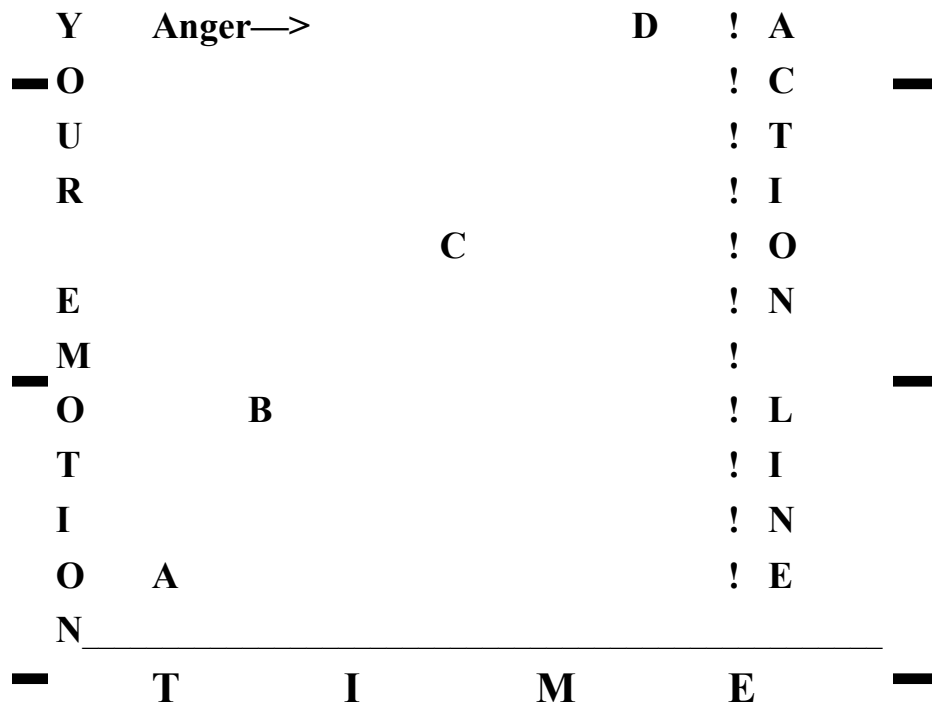 Y Anger—> D ! A
O ! C
U ! T
R ! I
C ! O
E ! N
M !
O B ! L
T ! I
I ! N
O A ! E
N
T I M E